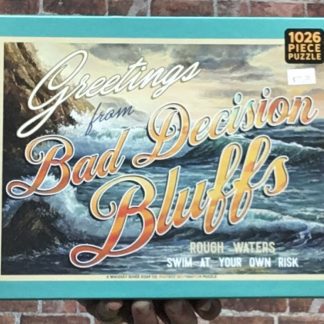 1026
PIECE
PUZZLE
Greetings
from
Bad Decision
Bluffs
ROUGH WATERS
SWIM AT YOUR OWN RISK